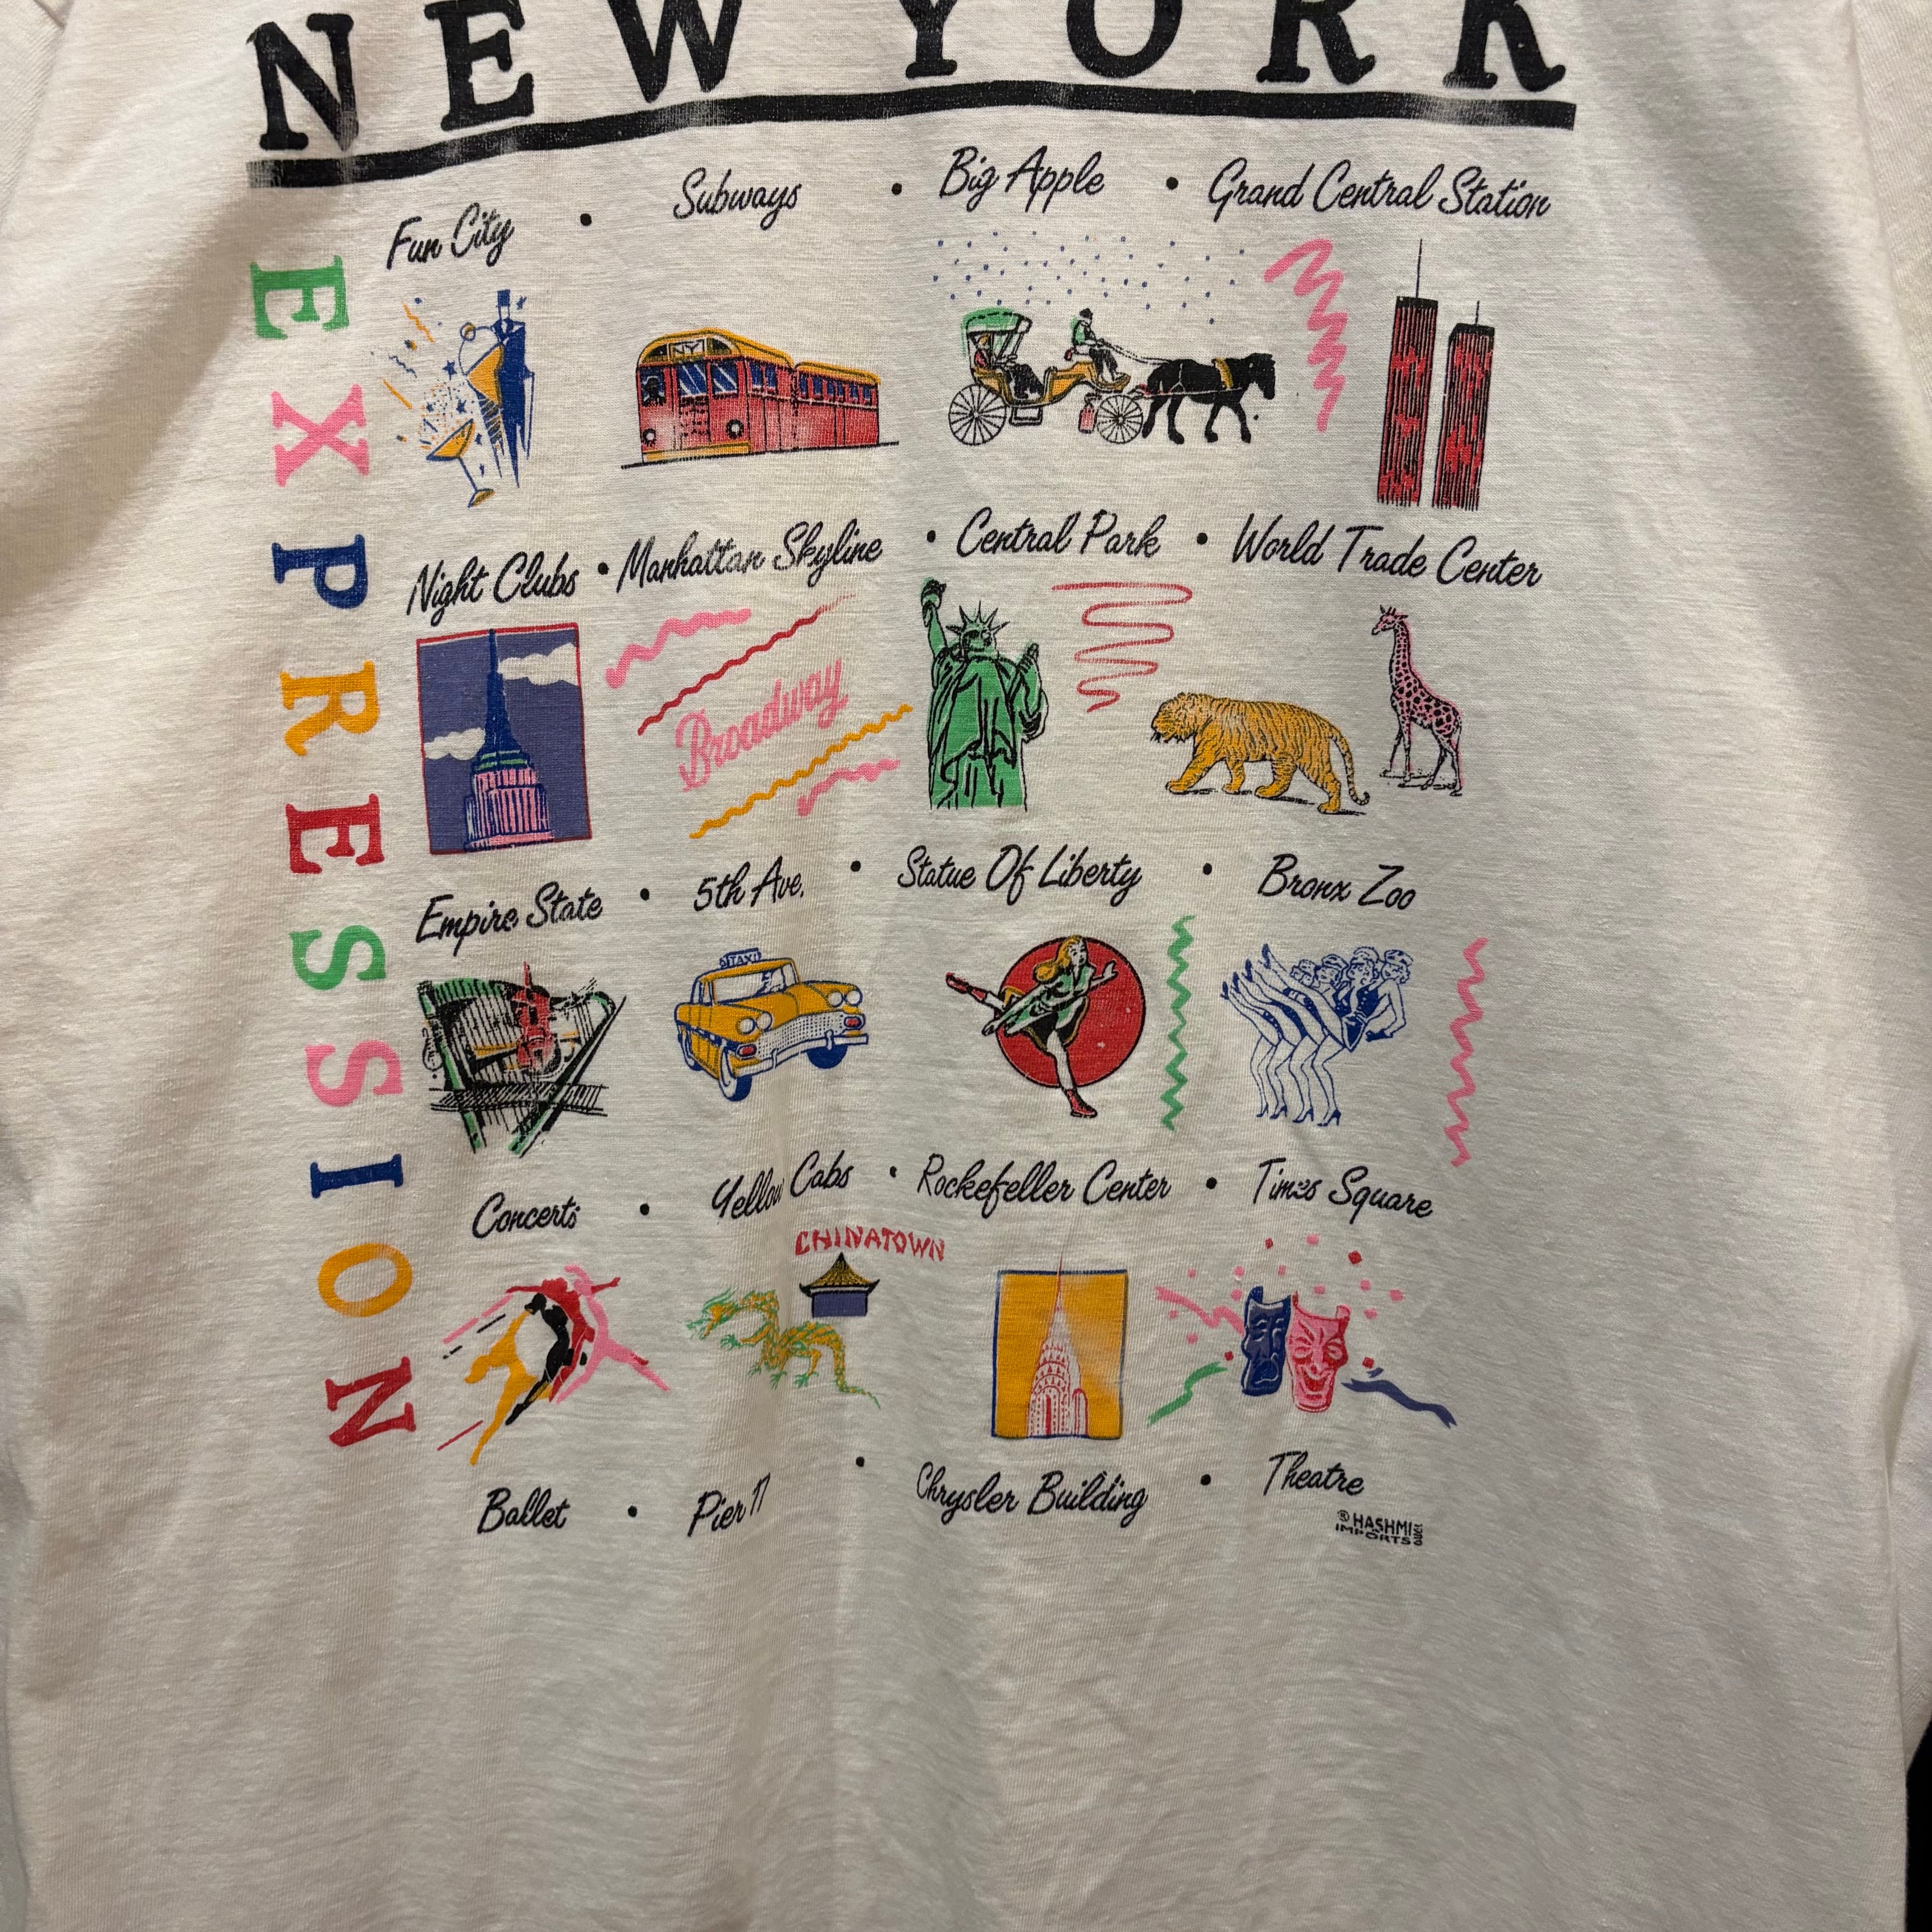 NEW YORK
EXPRESSION
Fun City • Subways • Big Apple • Grand Central Station
NY
Night Clubs • Manhattan Skyline • Central Park • World Trade Center
Broadway
Empire State • 5th Ave. • Statue Of Liberty • Bronx Zoo
TAXI
Concerts • Yellow Cabs • Rockefeller Center • Times Square
CHINATOWN
Ballet • Pier 17 • Chrysler Building • Theatre
® HASHMI
IMPORTS